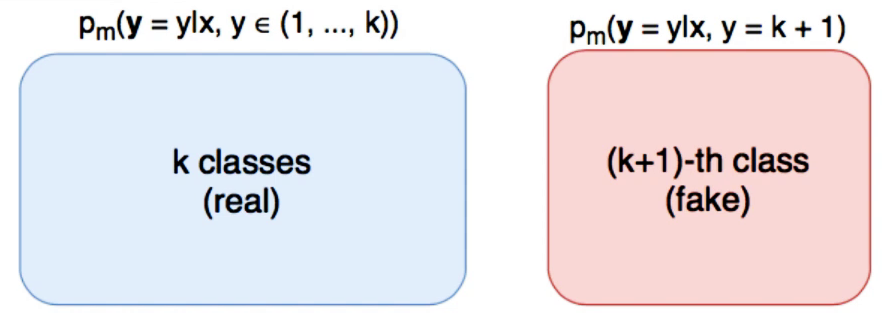 pm(y = y|x, y ∈ (1, ..., k))
k classes
(real)
pm(y = y|x, y = k + 1)
(k+1)-th class
(fake)